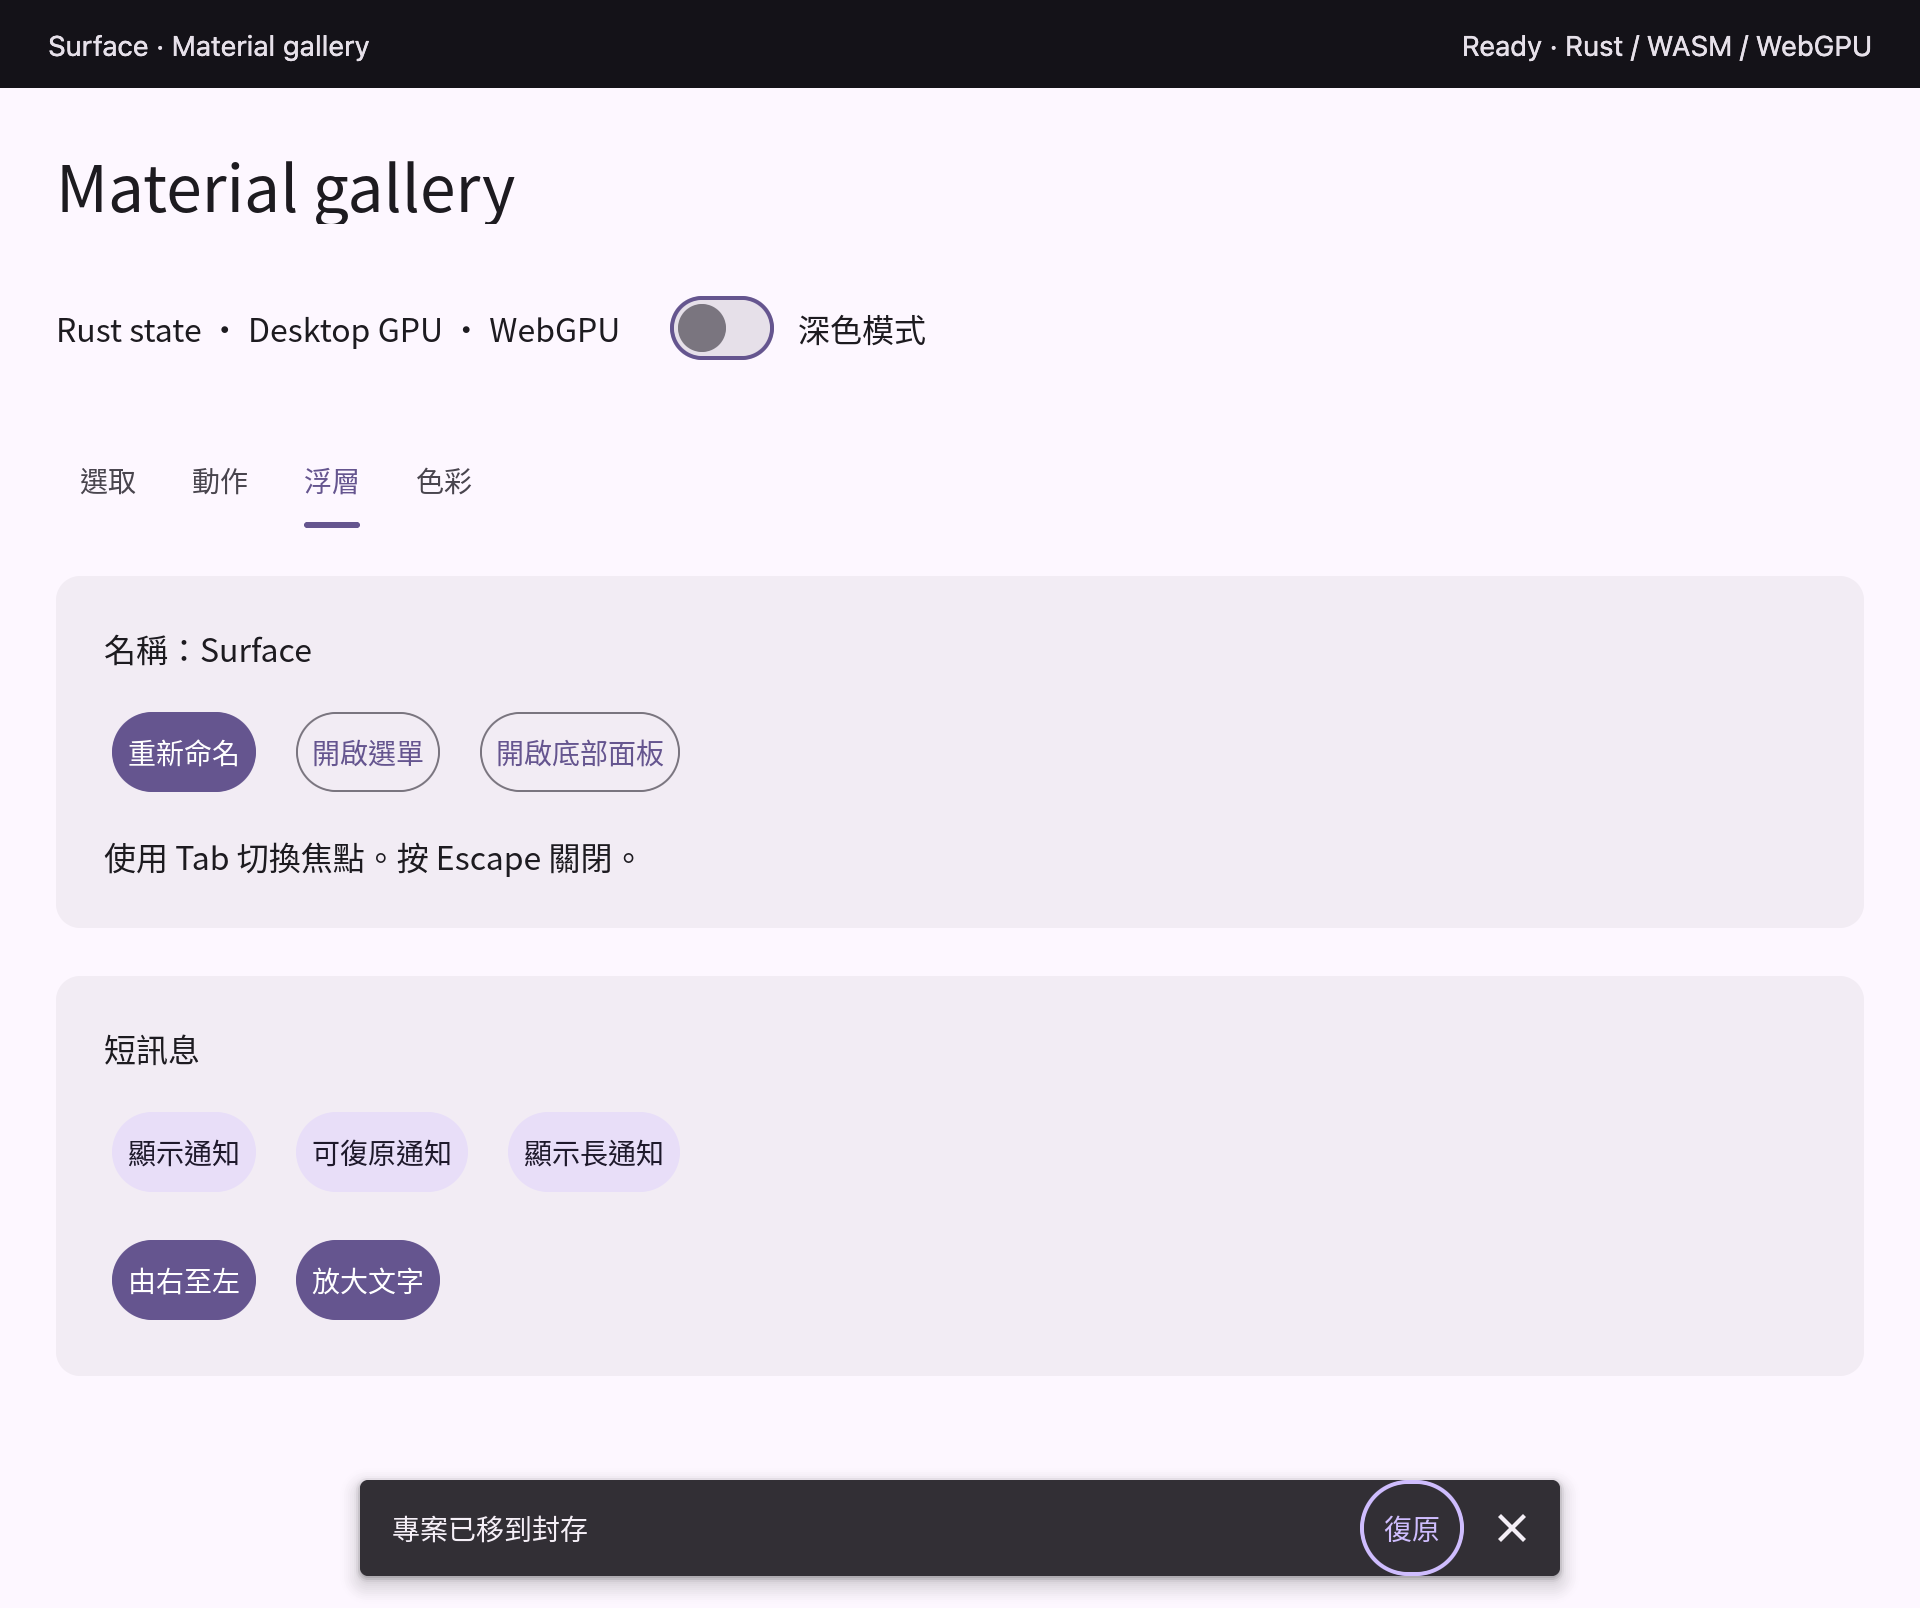 Surface · Material gallery
Ready · Rust / WASM / WebGPU
Material gallery
Rust state • Desktop GPU • WebGPU
深色模式
選取 動作 浮層 色彩
名稱：Surface
重新命名 開啟選單 開啟底部面板
使用 Tab 切換焦點。按 Escape 關閉。
短訊息
顯示通知 可復原通知 顯示長通知
由右至左 放大文字
專案已移到封存 復原